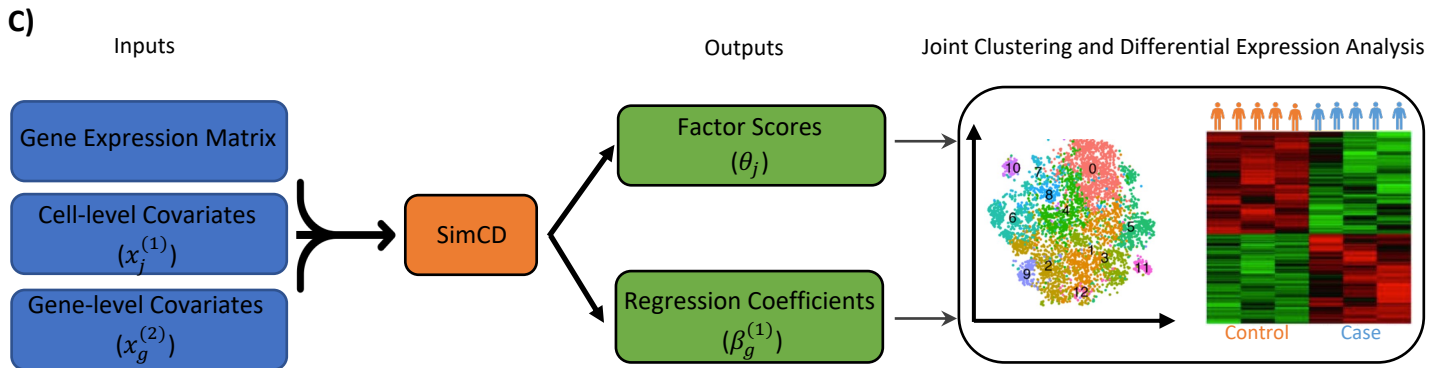 C)
Inputs
Outputs
Joint Clustering and Differential Expression Analysis
Gene Expression Matrix
Cell-level Covariates
(x_j^(1))
Gene-level Covariates
(x_g^(2))
SimCD
Factor Scores
(θ_j)
Regression Coefficients
(β_g^(1))
10
7
0
8
6
4
5
1
3
2
9
11
12
Control
Case